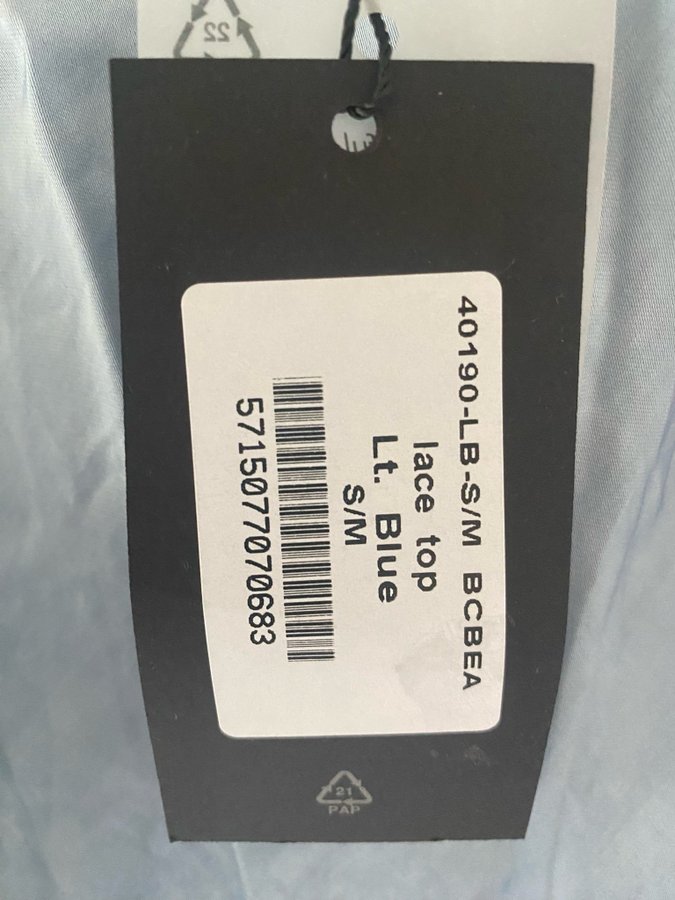 22
40190-LB-S/M BCBEA
lace top
Lt. Blue
S/M
5715077070683
21
PAP